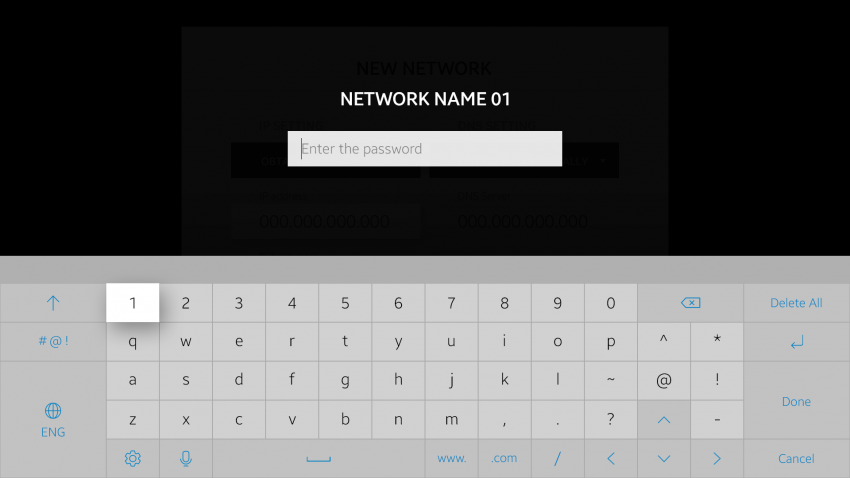 NEW NETWORK
NETWORK NAME 01
Enter the password
000.000.000.000 000.000.000.000
1 2 3 4 5 6 7 8 9 0 Delete All
#@! q w e r t y u i o p ^ *
a s d f g h j k l ~ @ !
ENG z x c v b n m , . ? - Done
www. .com / Cancel